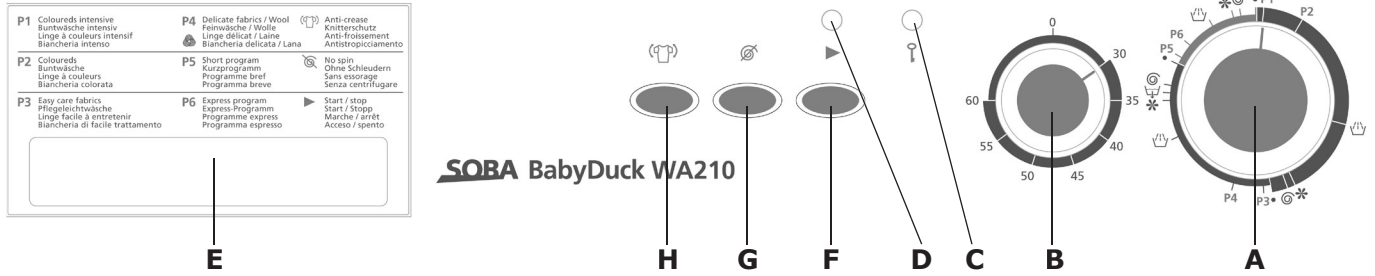 P1 Coloureds intensive
Buntwäsche intensiv
Linge à couleurs intensif
Biancheria intenso
P4 Delicate fabrics / Wool
Feinwäsche / Wolle
Linge délicat / Laine
Biancheria delicata / Lana
Anti-crease
Knitterschutz
Anti-froissement
Antistropicciamento
P2 Coloureds
Buntwäsche
Linge à couleurs
Biancheria colorata
P5 Short program
Kurzprogramm
Programme bref
Programma breve
No spin
Ohne Schleudern
Sans essorage
Senza centrifugare
P3 Easy care fabrics
Pflegeleichtwäsche
Linge facile à entretenir
Biancheria di facile trattamento
P6 Express program
Express-Programm
Programme express
Programma espresso
Start / stop
Start / Stopp
Marche / arrêt
Acceso / spento
SOBA BabyDuck WA210
0
30
35
40
45
50
55
60
P1
P2
P3
P4
P5
P6
E
H
G
F
D
C
B
A